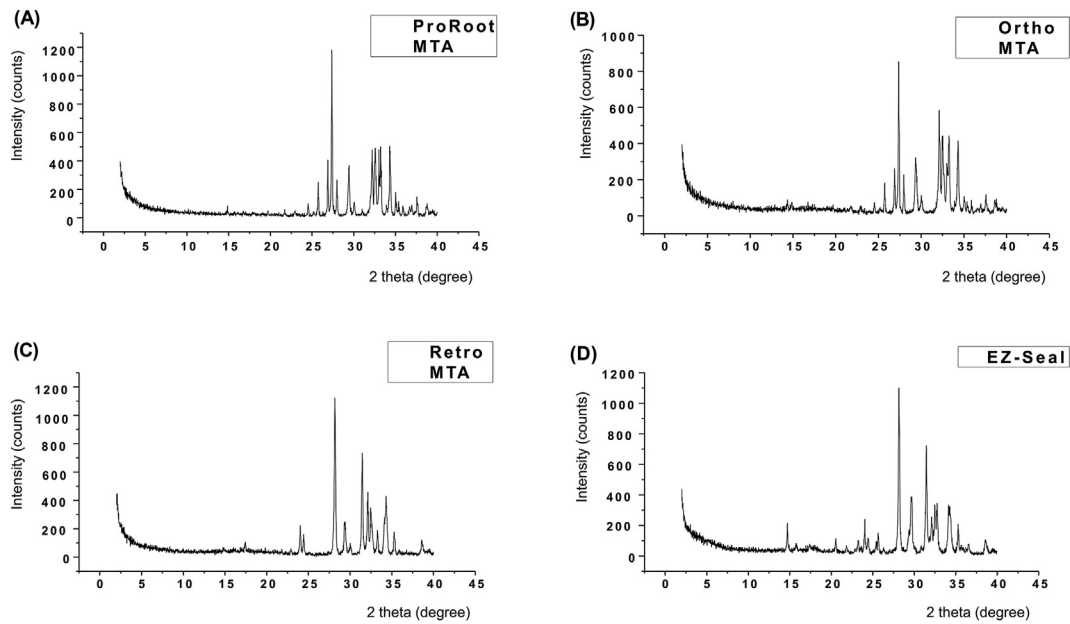 (A)
ProRoot
MTA
Intensity (counts)
1200
1000
800
600
400
200
0
0 5 10 15 20 25 30 35 40 45
2 theta (degree)
(B)
Ortho
MTA
Intensity (counts)
1000
800
600
400
200
0
0 5 10 15 20 25 30 35 40 45
2 theta (degree)
(C)
Retro
MTA
Intensity (counts)
1200
1000
800
600
400
200
0
0 5 10 15 20 25 30 35 40 45
2 theta (degree)
(D)
EZ-Seal
Intensity (counts)
1200
1000
800
600
400
200
0
0 5 10 15 20 25 30 35 40 45
2 theta (degree)